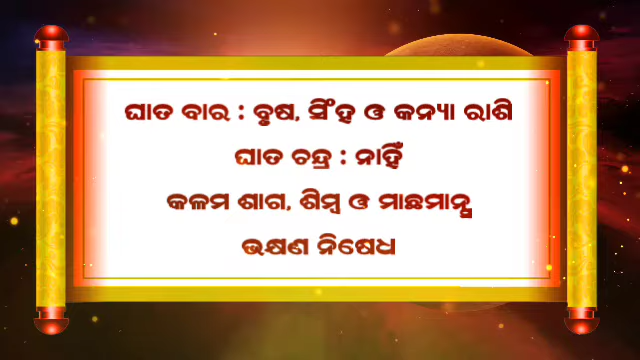 ଘାତ ବାର : ବୃଷ, ସିଂହ ଓ କନ୍ୟା ରାଶି
ଘାତ ଚନ୍ଦ୍ର : ନାହିଁ
କଳମ ଶାଗ, ଶିମ୍ବ ଓ ମାଛମାନ୍ସ
ଭକ୍ଷଣ ନିଷେଧ